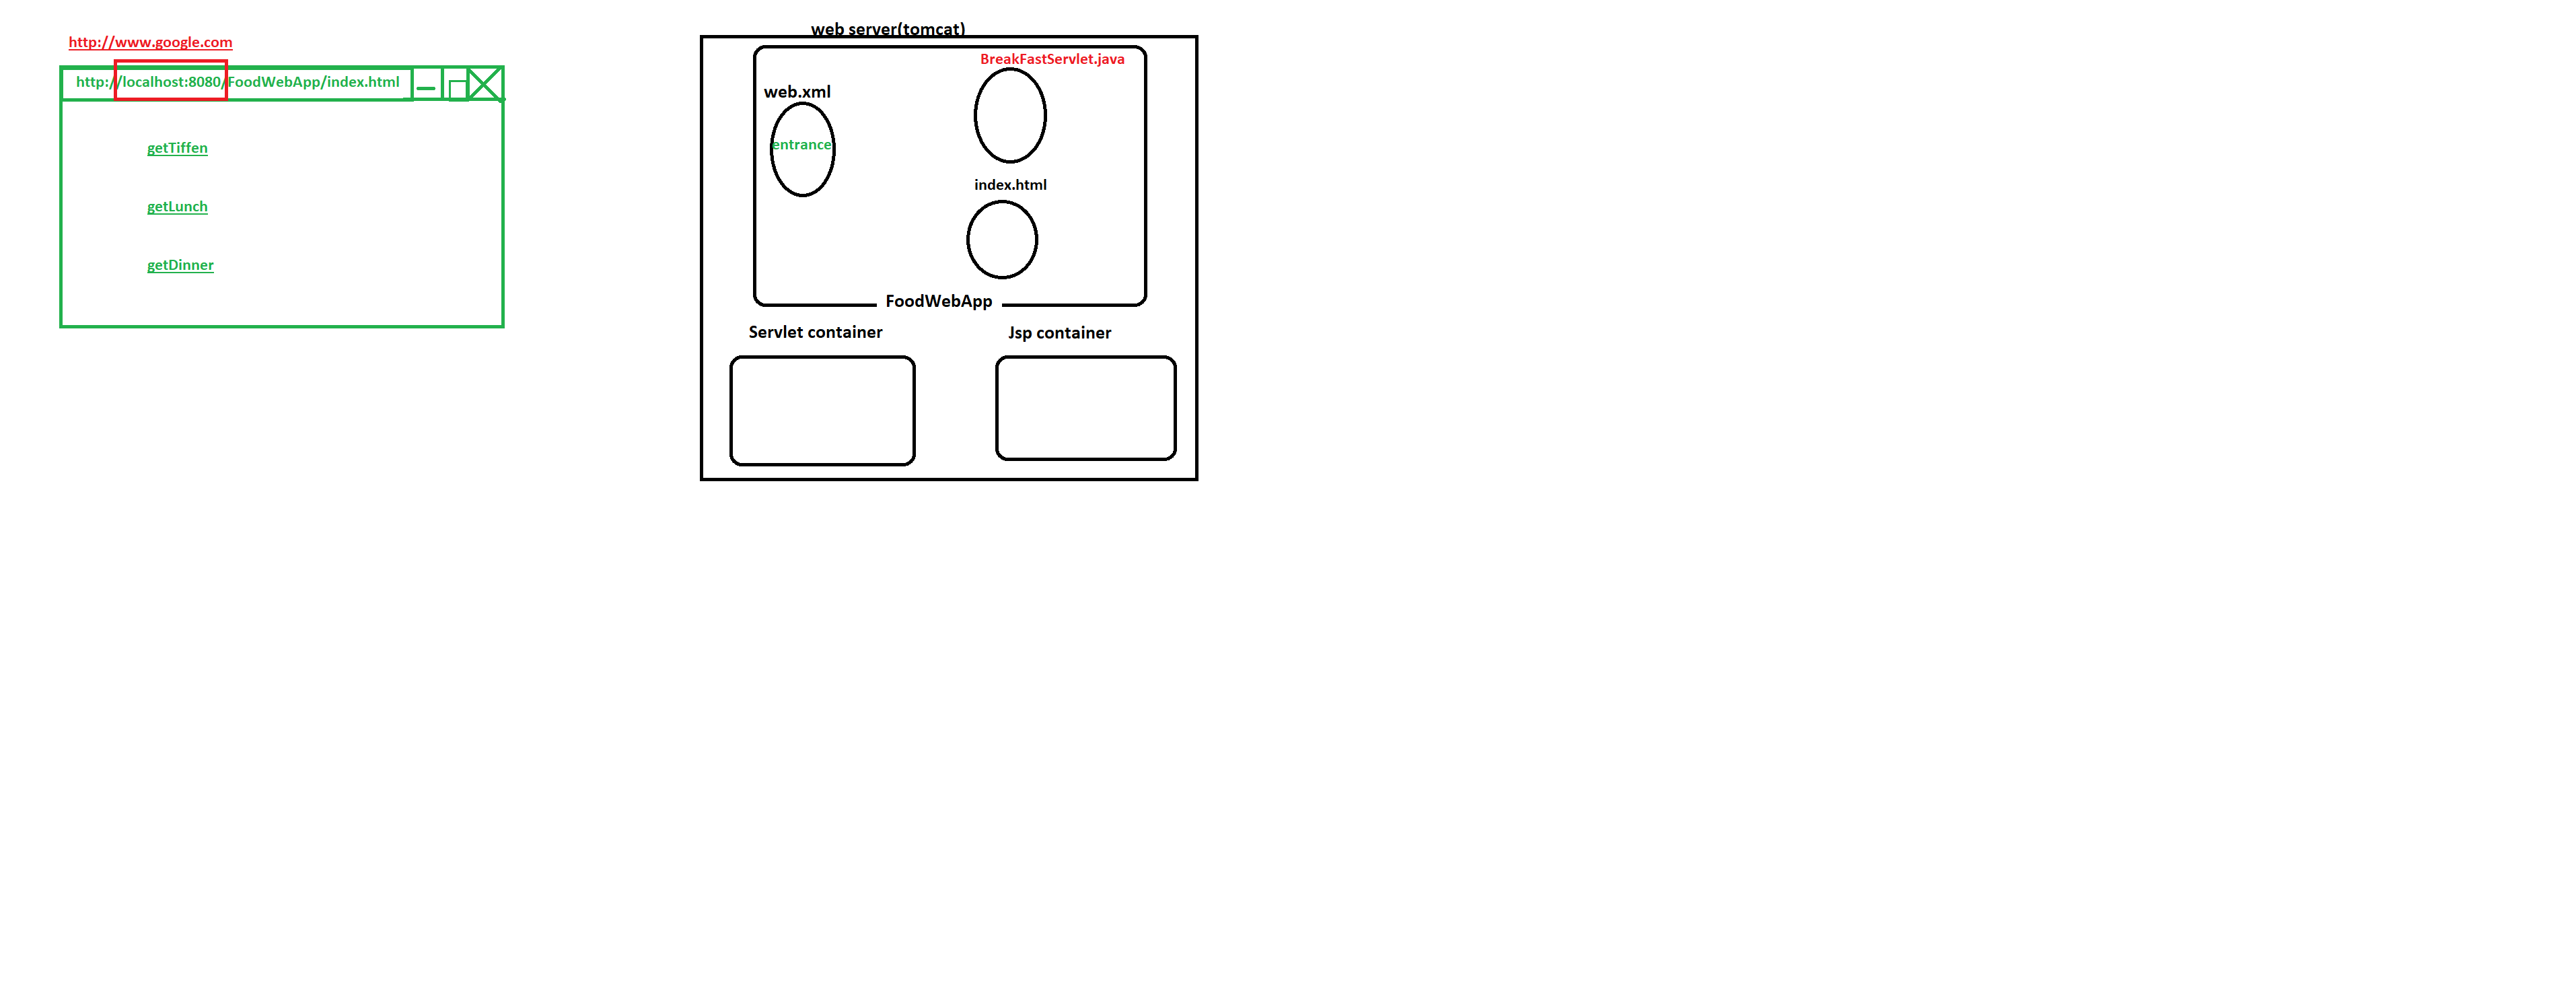 http://www.google.com
http://localhost:8080/FoodWebApp/index.html
getTiffen
getLunch
getDinner
web server(tomcat)
BreakFastServlet.java
web.xml
entrance
index.html
FoodWebApp
Servlet container
Jsp container